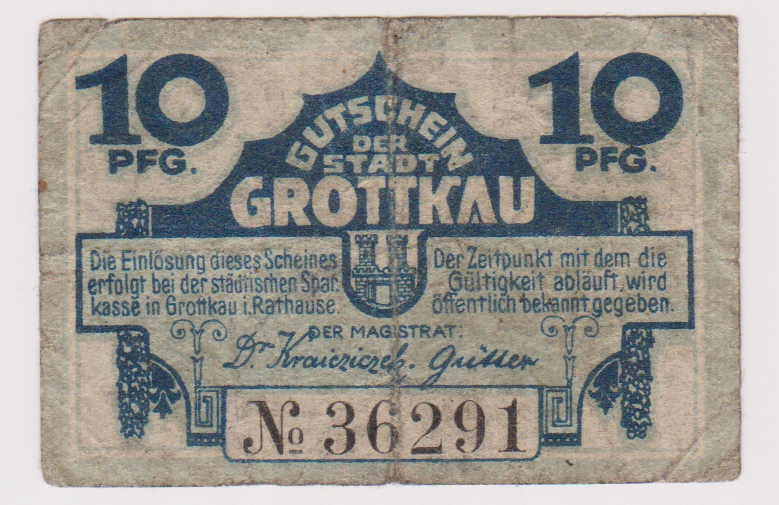 10 PFG.
10 PFG.
GUTSCHEIN
DER
STADT
GROTTKAU
Die Einlösung dieses Scheines
erfolgt bei der städtischen Spar-
kasse in Grottkau i. Rathause.
Der Zeitpunkt mit dem die
Gültigkeit abläuft, wird
öffentlich bekannt gegeben.
DER MAGISTRAT:
Dr.
№ 36291